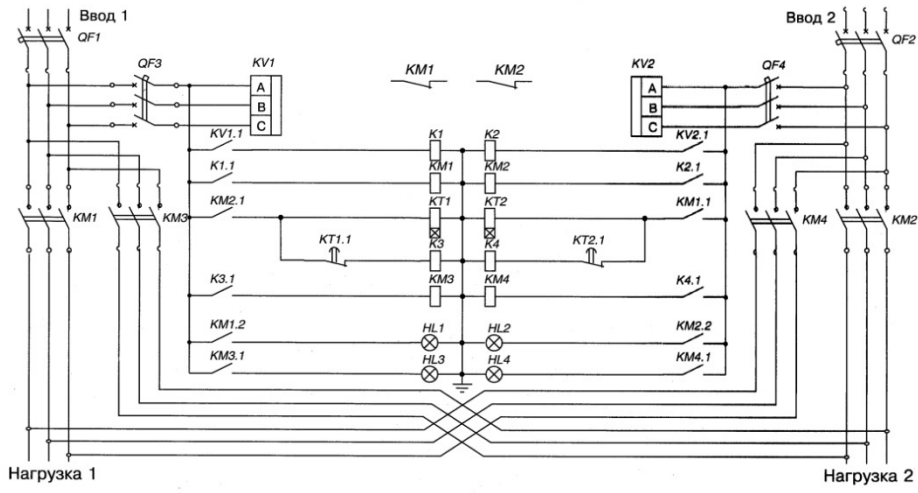 Ввод 1
Ввод 2
QF1
QF2
QF3
KV1
KM1
KM2
KV2
QF4
A
B
C
A
B
C
KV1.1
K1
K2
KV2.1
K1.1
KM1
KM2
K2.1
KM2.1
KT1
KT2
KM1.1
KM1
KM3
KM4
KM2
KT1.1
K3
K4
KT2.1
K3.1
KM3
KM4
K4.1
KM1.2
HL1
HL2
KM2.2
KM3.1
HL3
HL4
KM4.1
Нагрузка 1
Нагрузка 2